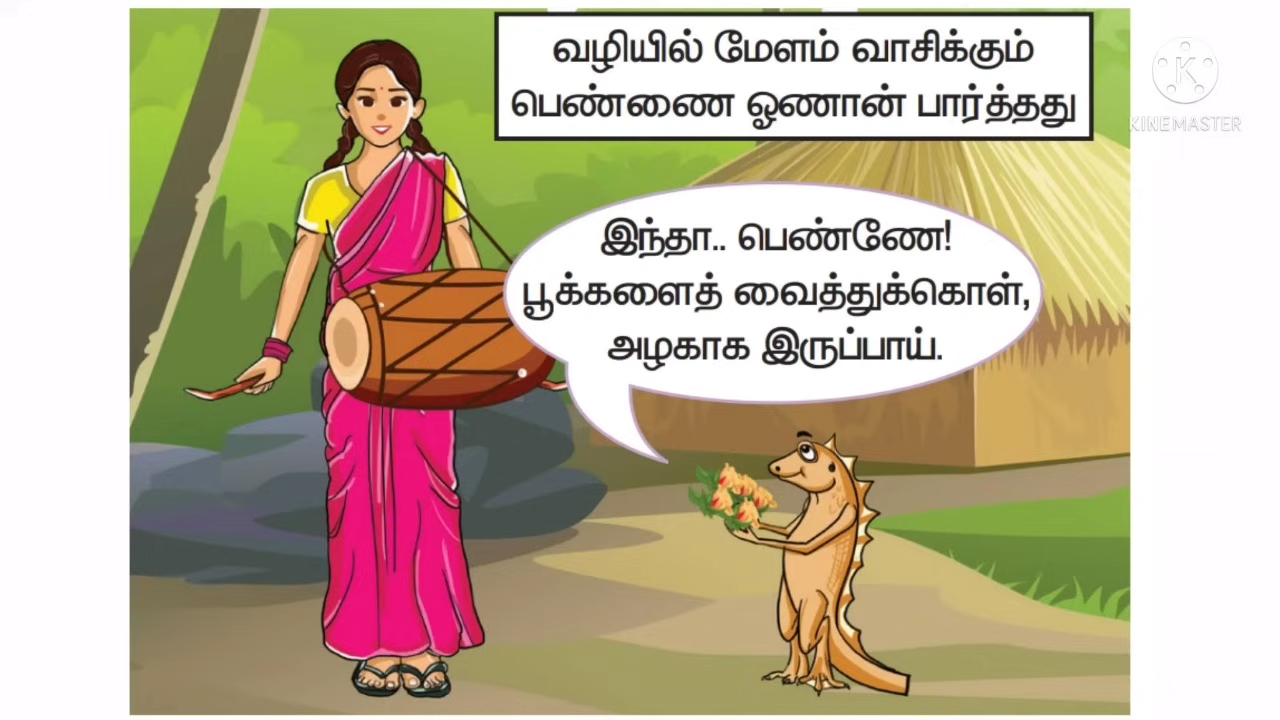 வழியில் மேளம் வாசிக்கும்
பெண்ணை ஓணான் பார்த்தது
இந்தா.. பெண்ணே!
பூக்களைத் வைத்துக்கொள்,
அழகாக இருப்பாய்.
K
KINEMASTER